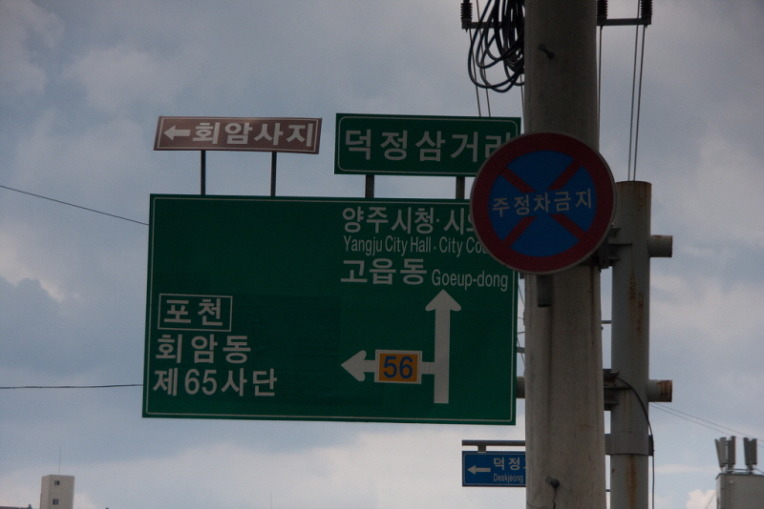 회암사지
덕정삼거리
주정차금지
양주시청·시
Yangju City Hall · City
고읍동 Goeup-dong
포천
회암동
제65사단
56
덕정